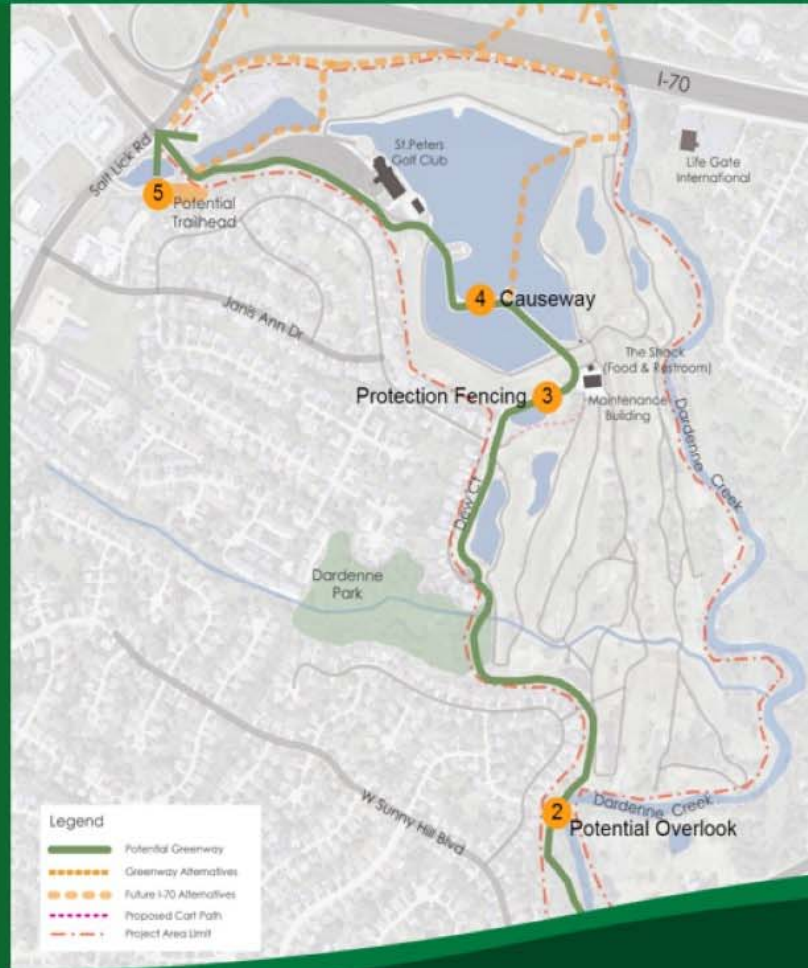 I-70
St.Peters
Golf Club
Life Gate
International
Salt Lick Rd
5
Potential
Trailhead
4 Causeway
Janis Ann Dr
The Shack
(Food & Restroom)
Protection Fencing 3
Maintenance
Building
Dardenne Creek
Dew Ct
Dardenne
Park
W Sunny Hill Blvd
2
Dardenne Creek
Potential Overlook
Legend
Potential Greenway
Greenway Alternatives
Future I-70 Alternatives
Proposed Cart Path
Project Area Limit